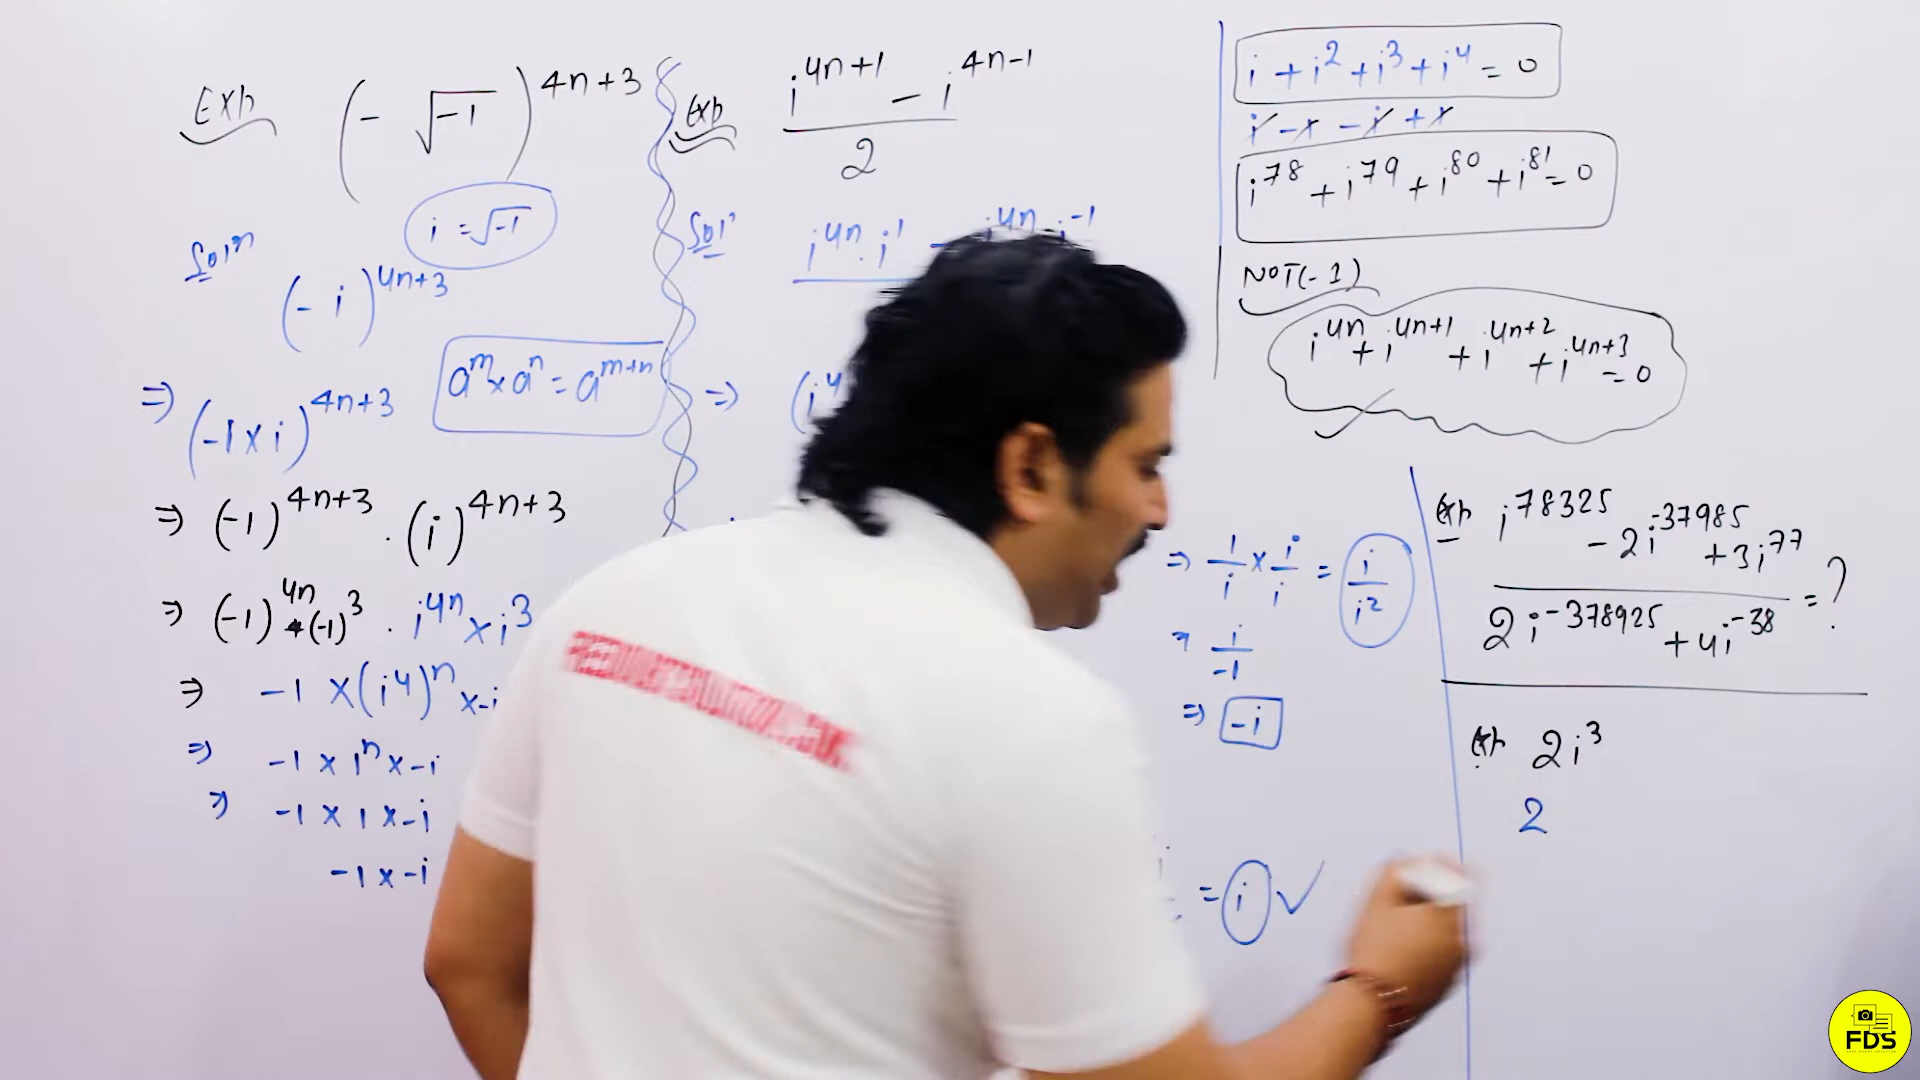 Exp (-√-1)^{4n+3}
i = √-1
Solⁿ
(-i)^{4n+3}
a^m × a^n = a^{m+n}
⇒ (-1 × i)^{4n+3}
⇒ (-1)^{4n+3} . (i)^{4n+3}
⇒ (-1)^{4n} * (-1)^3 . i^{4n} × i^3
⇒ -1 × (i^4)^n × -i
⇒ -1 × 1^n × -i
⇒ -1 × 1 × -i
-1 × -i
Exp
i^{4n+1} - i^{4n-1}
2
Sol'
i^{4n} . i^1 - i^{4n} . i^{-1}
⇒ (i^4
⇒ 1/i × i/i = i/i^2
⇒ i/-1
⇒ -i
= i ✓
i + i^2 + i^3 + i^4 = 0
i - 1 - i + 1
i^{78} + i^{79} + i^{80} + i^{81} = 0
NOT(-1)
i^{4n} + i^{4n+1} + i^{4n+2} + i^{4n+3} = 0
Exp i^{78325} - 2i^{-37985} + 3i^{77}
2i^{-378925} + 4i^{-38} = ?
Exp 2i^3
2
FDS